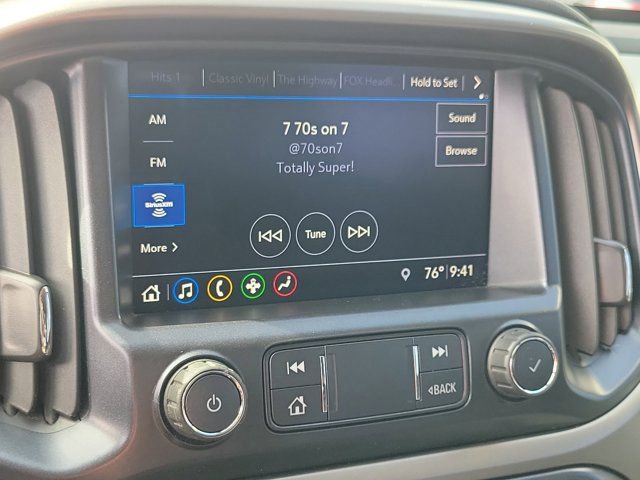 Hits 1 Classic Vinyl The Highway FOX Headl... Hold to Set
AM
FM
SiriusXM
More
7 70s on 7
@70son7
Totally Super!
Sound
Browse
Tune
76° 9:41
BACK